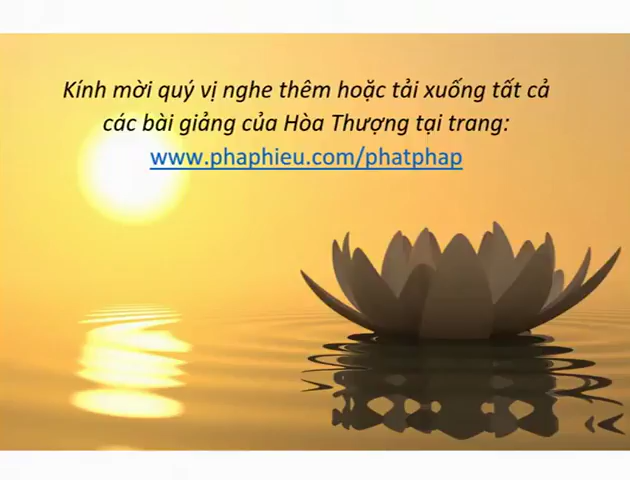 Kính mời quý vị nghe thêm hoặc tải xuống tất cả
các bài giảng của Hòa Thượng tại trang:
www.phaphieu.com/phatphap